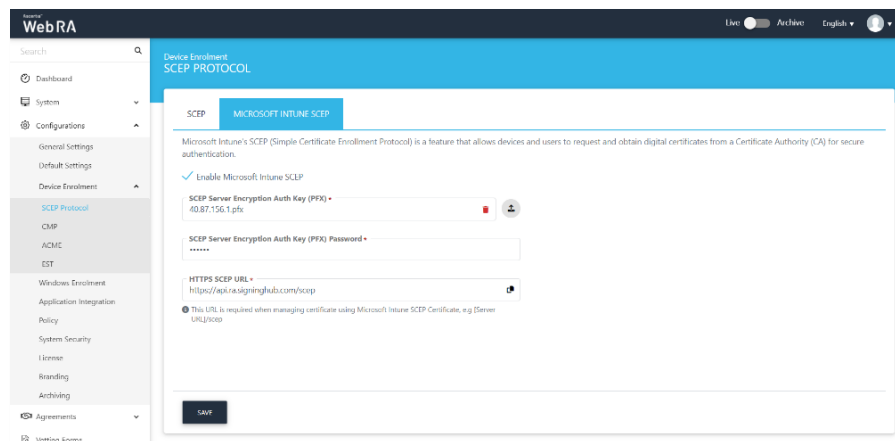 Ascertia
WebRA
Live Archive English
Search
Dashboard
System
Configurations
General Settings
Default Settings
Device Enrolment
SCEP Protocol
CMP
ACME
EST
Windows Enrolment
Application Integration
Policy
System Security
License
Branding
Archiving
Agreements
Vetting Forms
Device Enrolment
SCEP PROTOCOL
SCEP MICROSOFT INTUNE SCEP
Microsoft Intune's SCEP (Simple Certificate Enrollment Protocol) is a feature that allows devices and users to request and obtain digital certificates from a Certificate Authority (CA) for secure
authentication.
Enable Microsoft Intune SCEP
SCEP Server Encryption Auth Key (PFX) •
40.87.156.1.pfx
SCEP Server Encryption Auth Key (PFX) Password •
••••••
HTTPS SCEP URL •
https://api.ra.signinghub.com/scep
This URL is required when managing certificate using Microsoft Intune SCEP Certificate, e.g [Server
URL]/scep
SAVE